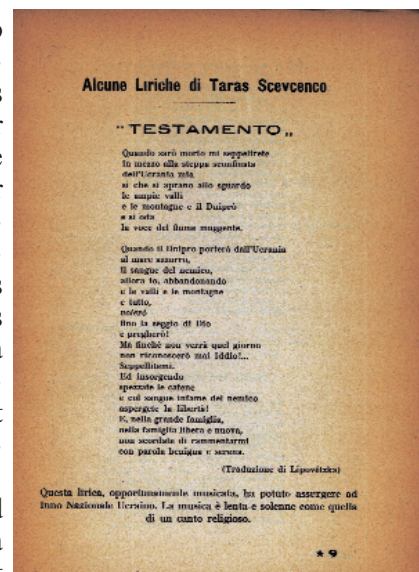 Alcune Liriche di Taras Scevcenco
"TESTAMENTO„
Quando sarò morto mi seppellirete
in mezzo alla steppa sconfinata
dell'Ucrania mia
sì che si aprano allo sguardo
le ampie valli
e le montagne e il Dniprò
e si oda
la voce del fiume muggente.
Quando il Dnipro porterà dall'Ucrania
al mare azzurro,
il sangue del nemico,
allora io, abbandonando
e le valli e le montagne
e tutto,
fino la seggio di Dio
e pregherò!
Ma finchè non verrà quel giorno
non riconoscerò mai Iddio!...
Seppellitemi.
Ed insorgendo
spezzate le catene
e col sangue infame del nemico
aspergete la libertà!
E, nella grande famiglia,
nella famiglia libera e nuova,
non scordate di rammentarmi
con parola benigna e serena.
(Traduzione di Lipovétzka)
Questa lirica, opportunamente musicata, ha potuto assurgere ad
Inno Nazionale Ucraino. La musica è lenta e solenne come quella
di un canto religioso.
★ 9